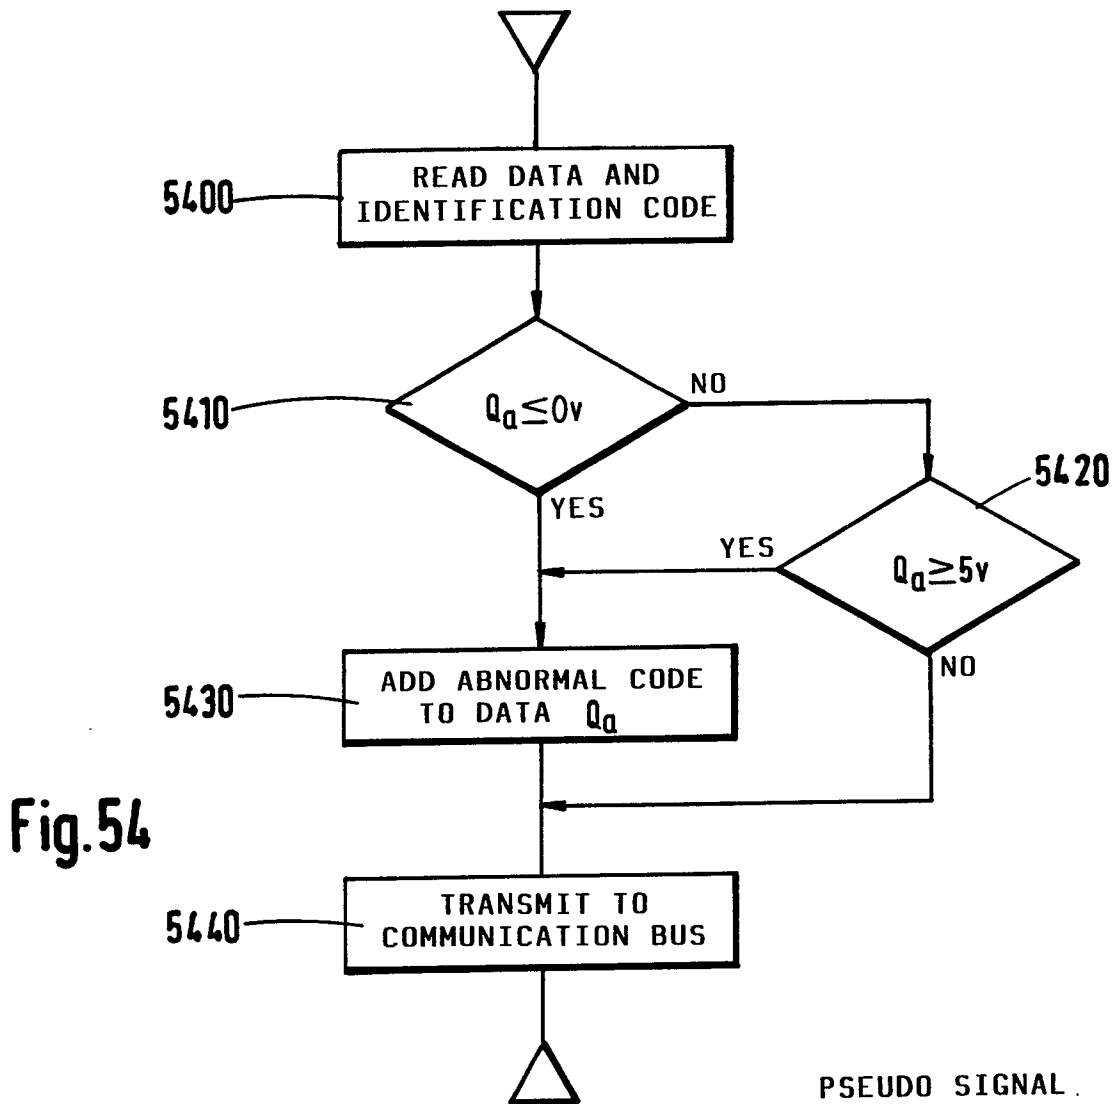 5400
READ DATA AND
IDENTIFICATION CODE
5410
Qa≤0v
NO
YES
5420
YES
Qa≥5v
NO
5430
ADD ABNORMAL CODE
TO DATA Qa
Fig.54
5440
TRANSMIT TO
COMMUNICATION BUS
PSEUDO SIGNAL